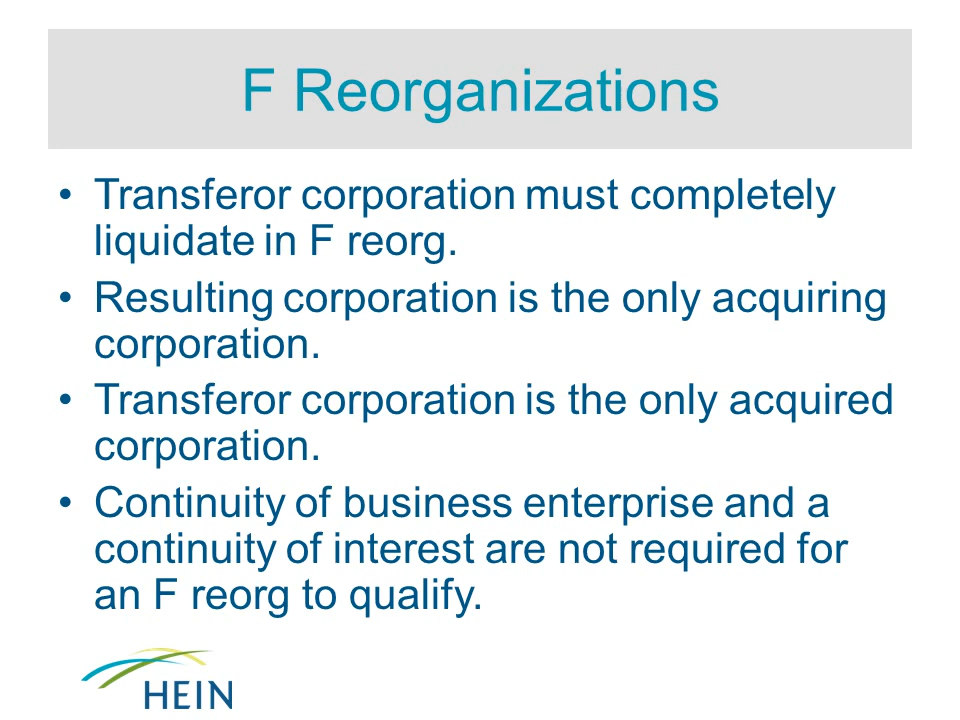 F Reorganizations
• Transferor corporation must completely
liquidate in F reorg.
• Resulting corporation is the only acquiring
corporation.
• Transferor corporation is the only acquired
corporation.
• Continuity of business enterprise and a
continuity of interest are not required for
an F reorg to qualify.
HEIN